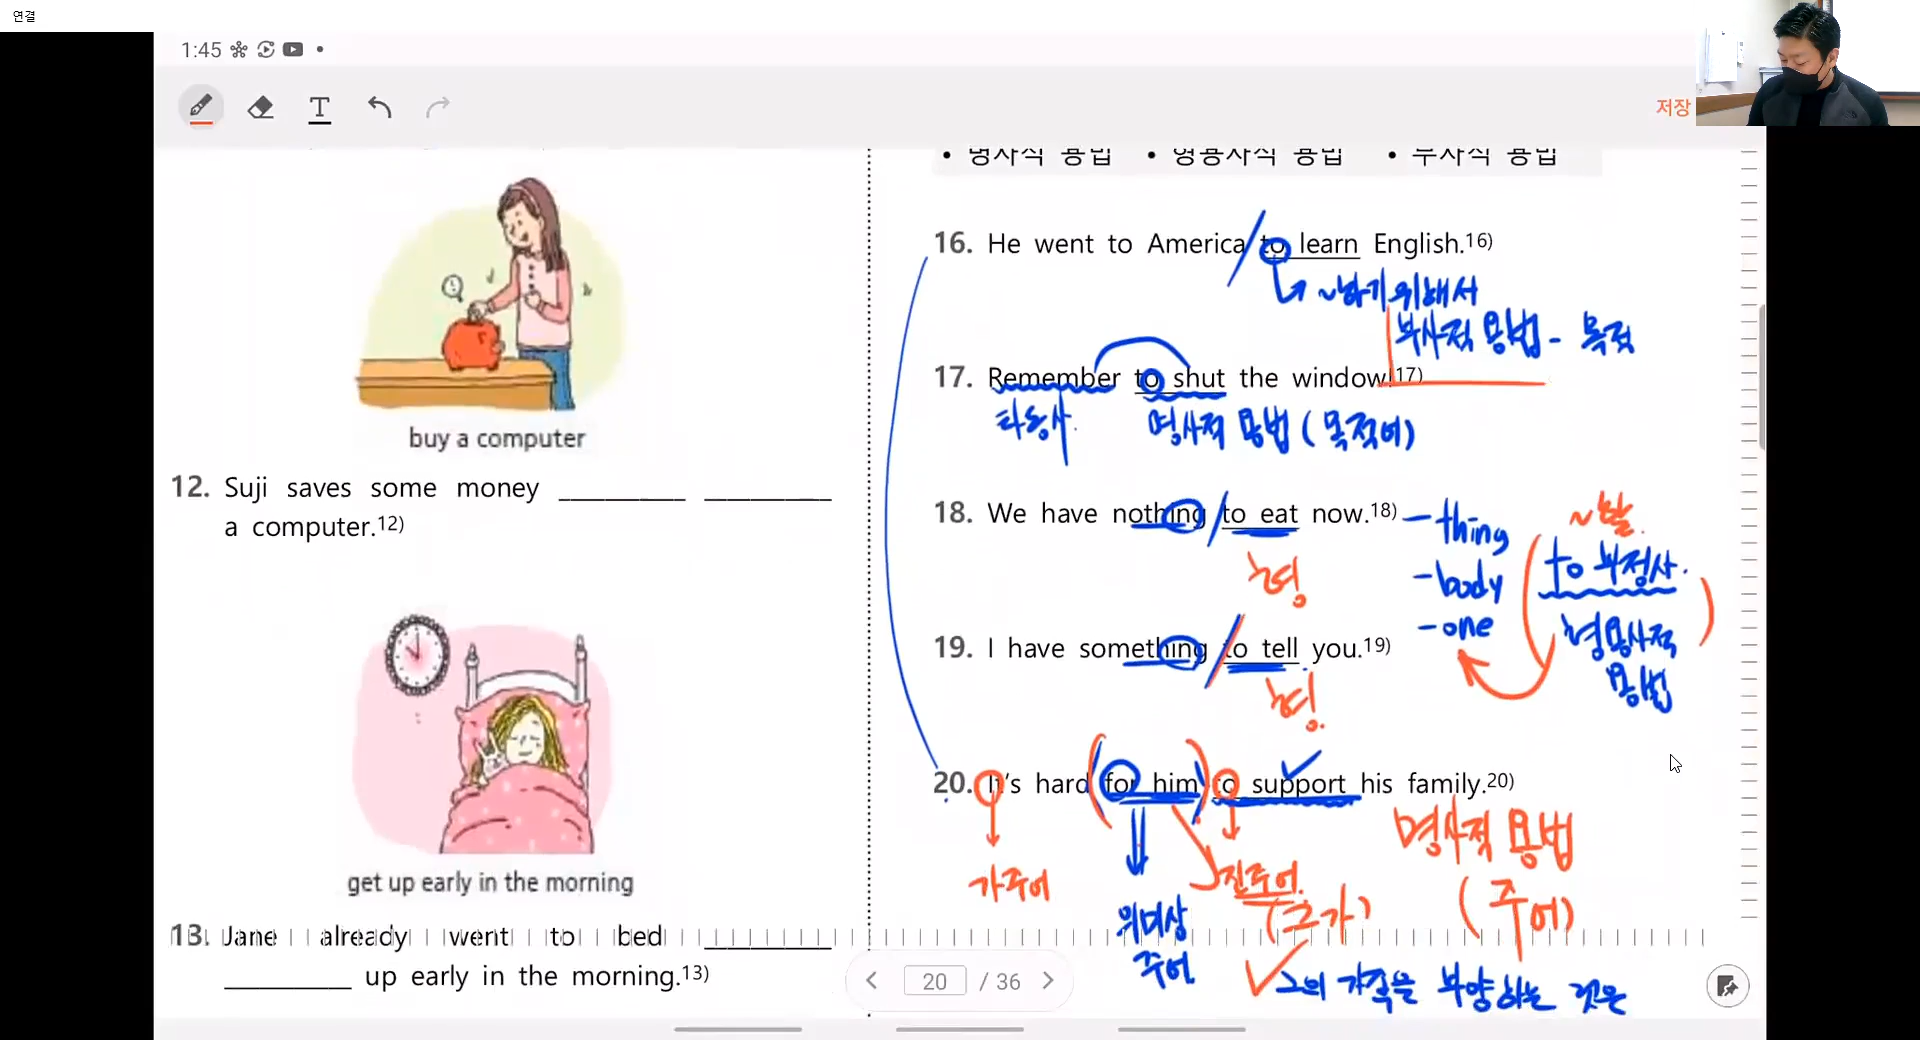 연결
1:45
T
저장
• 명사적 용법 • 형용사적 용법 • 부사적 용법
buy a computer
12. Suji saves some money ________ ________
a computer.12)
get up early in the morning
13. Jane already went to bed ________
________ up early in the morning.13)
16. He went to America / to learn English.16)
~하기 위해서
부사적 용법 - 목적
17. Remember to shut the window!17)
타동사.
명사적 용법 (목적어)
18. We have nothing / to eat now.18)
형.
-thing
-body
-one
~할.
to 부정사.
형용사적
용법
19. I have something / to tell you.19)
형.
20. It's hard (for him) to support his family.20)
가주어
의미상
주어
진주어.
(그가)
명사적 용법
(주어)
그의 가족을 부양하는 것은
20 / 36